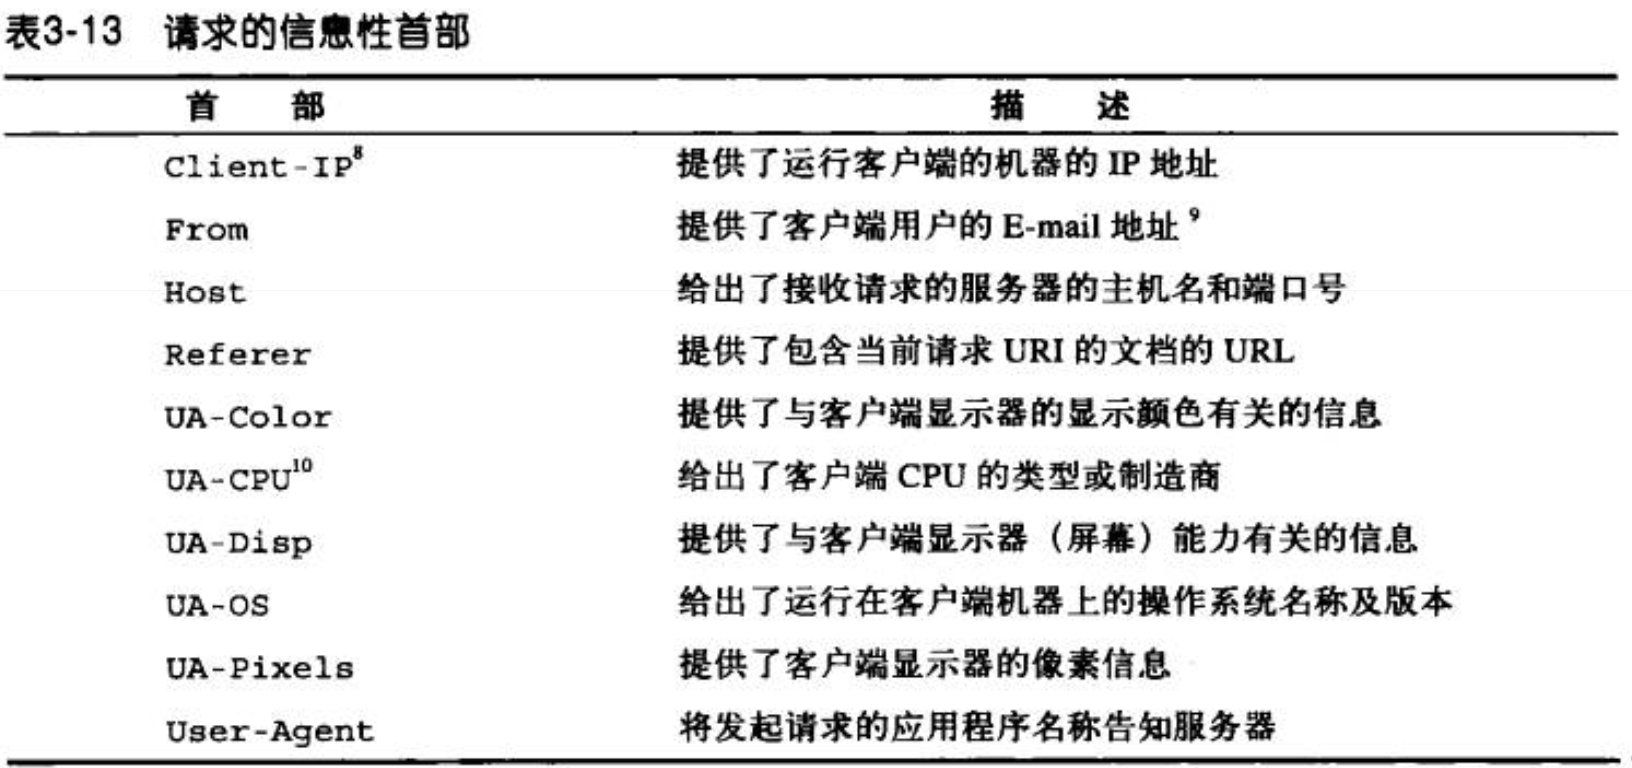 表3-13 请求的信息性首部
首 部 描 述
Client-IP⁸ 提供了运行客户端的机器的 IP 地址
From 提供了客户端用户的 E-mail 地址⁹
Host 给出了接收请求的服务器的主机名和端口号
Referer 提供了包含当前请求 URI 的文档的 URL
UA-Color 提供了与客户端显示器的显示颜色有关的信息
UA-CPU¹⁰ 给出了客户端 CPU 的类型或制造商
UA-Disp 提供了与客户端显示器（屏幕）能力有关的信息
UA-OS 给出了运行在客户端机器上的操作系统名称及版本
UA-Pixels 提供了客户端显示器的像素信息
User-Agent 将发起请求的应用程序名称告知服务器